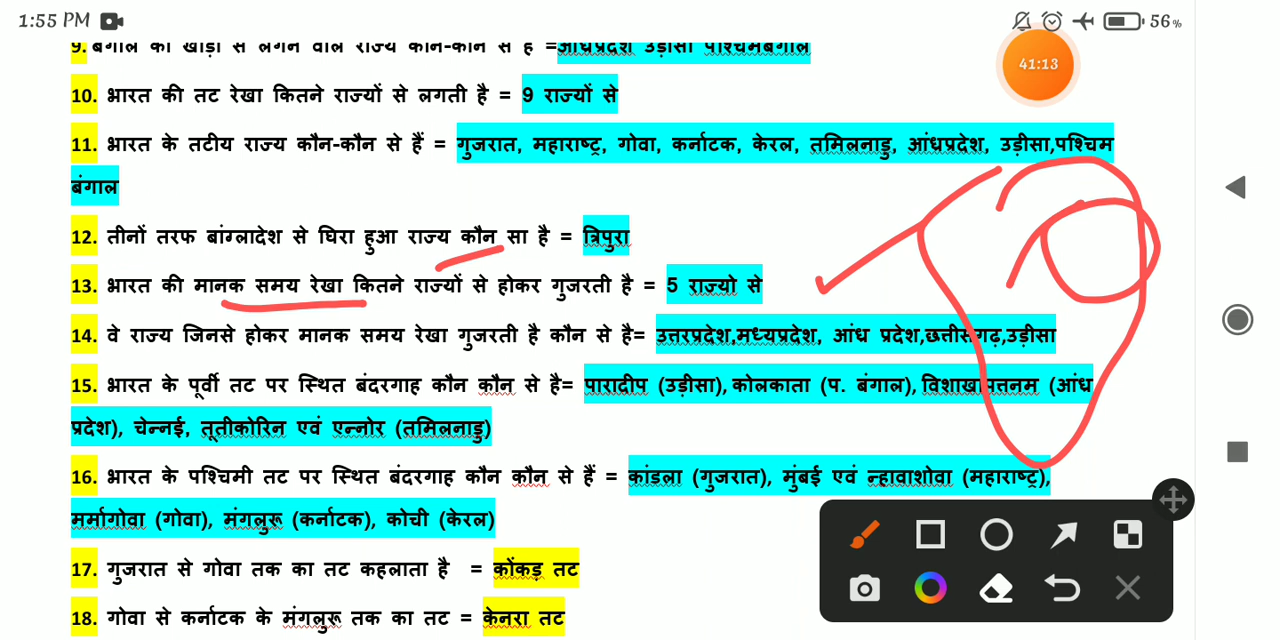 1:55 PM 56%
9. बंगाल की खाड़ी से लगने वाले राज्य कौन-कौन से हैं =आंध्रप्रदेश उड़ीसा पश्चिमबंगाल
41:13
10. भारत की तट रेखा कितने राज्यों से लगती है = 9 राज्यों से
11. भारत के तटीय राज्य कौन-कौन से हैं = गुजरात, महाराष्ट्र, गोवा, कर्नाटक, केरल, तमिलनाडु, आंध्रप्रदेश, उड़ीसा,पश्चिम
बंगाल
12. तीनों तरफ बांग्लादेश से घिरा हुआ राज्य कौन सा है = त्रिपुरा
13. भारत की मानक समय रेखा कितने राज्यों से होकर गुजरती है = 5 राज्यो से
14. वे राज्य जिनसे होकर मानक समय रेखा गुजरती है कौन से है= उत्तरप्रदेश,मध्यप्रदेश, आंध्र प्रदेश,छत्तीसगढ़,उड़ीसा
15. भारत के पूर्वी तट पर स्थित बंदरगाह कौन कौन से है= पारादीप (उड़ीसा), कोलकाता (प. बंगाल), विशाखापत्तनम (आंध्र
प्रदेश), चेन्नई, तूतीकोरिन एवं एन्नोर (तमिलनाडु)
16. भारत के पश्चिमी तट पर स्थित बंदरगाह कौन कौन से हैं = कांडला (गुजरात), मुंबई एवं न्हावाशोवा (महाराष्ट्र),
मर्मागोवा (गोवा), मंगलुरू (कर्नाटक), कोची (केरल)
17. गुजरात से गोवा तक का तट कहलाता है = कोंकड़ तट
18. गोवा से कर्नाटक के मंगलुरू तक का तट = केनरा तट